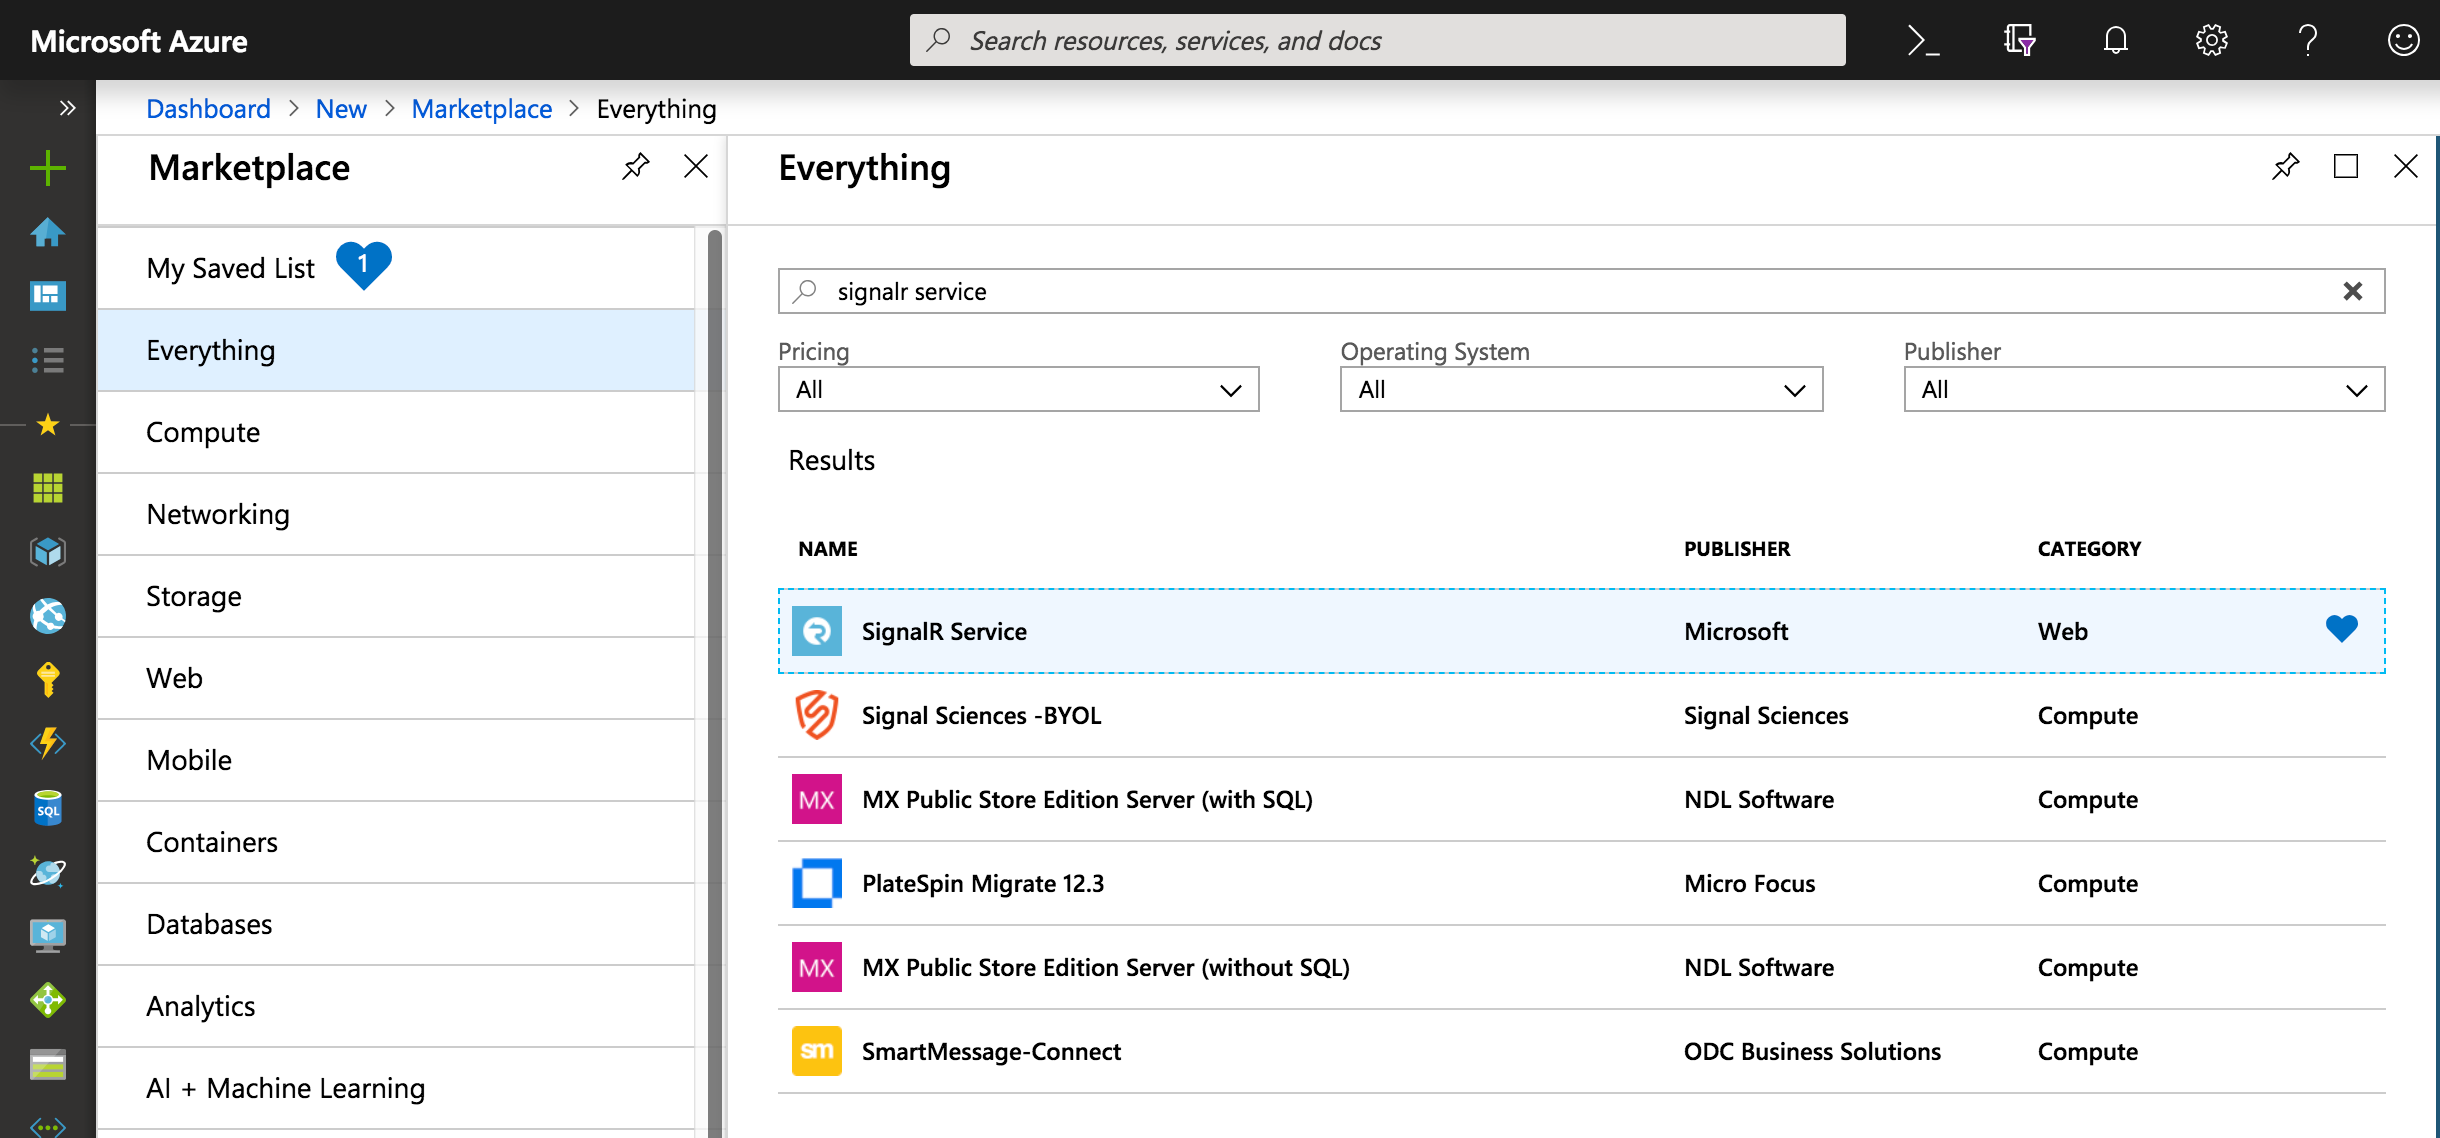 Microsoft Azure
Search resources, services, and docs
Dashboard > New > Marketplace > Everything
Marketplace
My Saved List 1
Everything
Compute
Networking
Storage
Web
Mobile
Containers
Databases
Analytics
AI + Machine Learning
Everything
signalr service
Pricing Operating System Publisher
All All All
Results
NAME PUBLISHER CATEGORY
SignalR Service Microsoft Web
Signal Sciences -BYOL Signal Sciences Compute
MX MX Public Store Edition Server (with SQL) NDL Software Compute
PlateSpin Migrate 12.3 Micro Focus Compute
MX MX Public Store Edition Server (without SQL) NDL Software Compute
sm SmartMessage-Connect ODC Business Solutions Compute
SQL